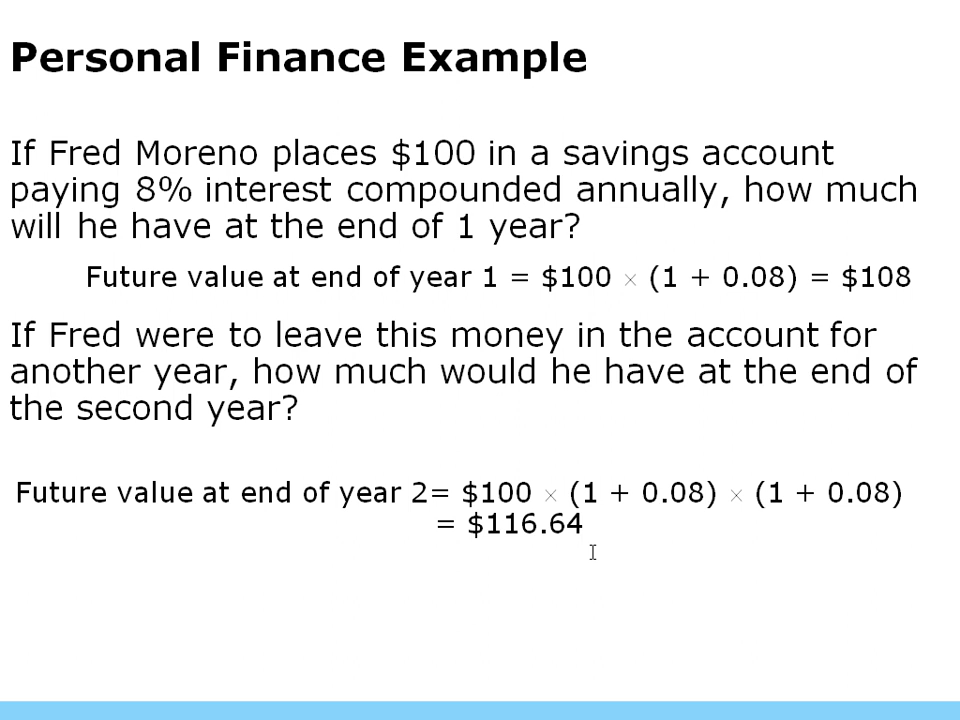 Personal Finance Example
If Fred Moreno places $100 in a savings account
paying 8% interest compounded annually, how much
will he have at the end of 1 year?
Future value at end of year 1 = $100 × (1 + 0.08) = $108
If Fred were to leave this money in the account for
another year, how much would he have at the end of
the second year?
Future value at end of year 2= $100 × (1 + 0.08) × (1 + 0.08)
= $116.64